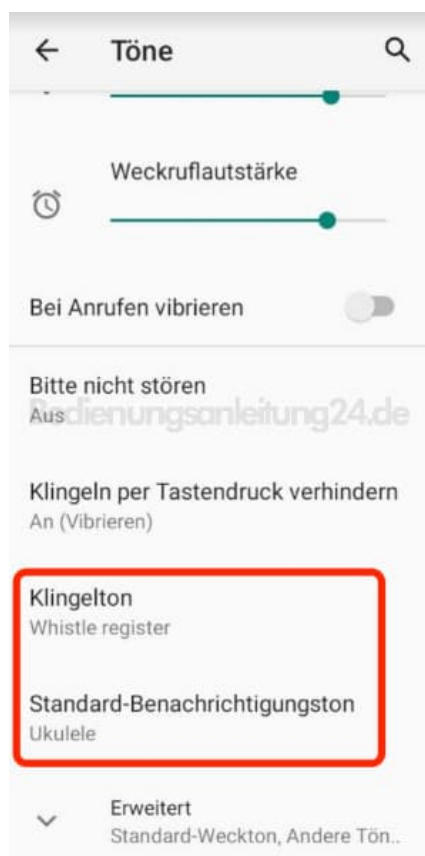 Töne
Weckruflautstärke
Bei Anrufen vibrieren
Bitte nicht stören
Aus
Bedienungsanleitung24.de
Klingeln per Tastendruck verhindern
An (Vibrieren)
Klingelton
Whistle register
Standard-Benachrichtigungston
Ukulele
Erweitert
Standard-Weckton, Andere Tön..